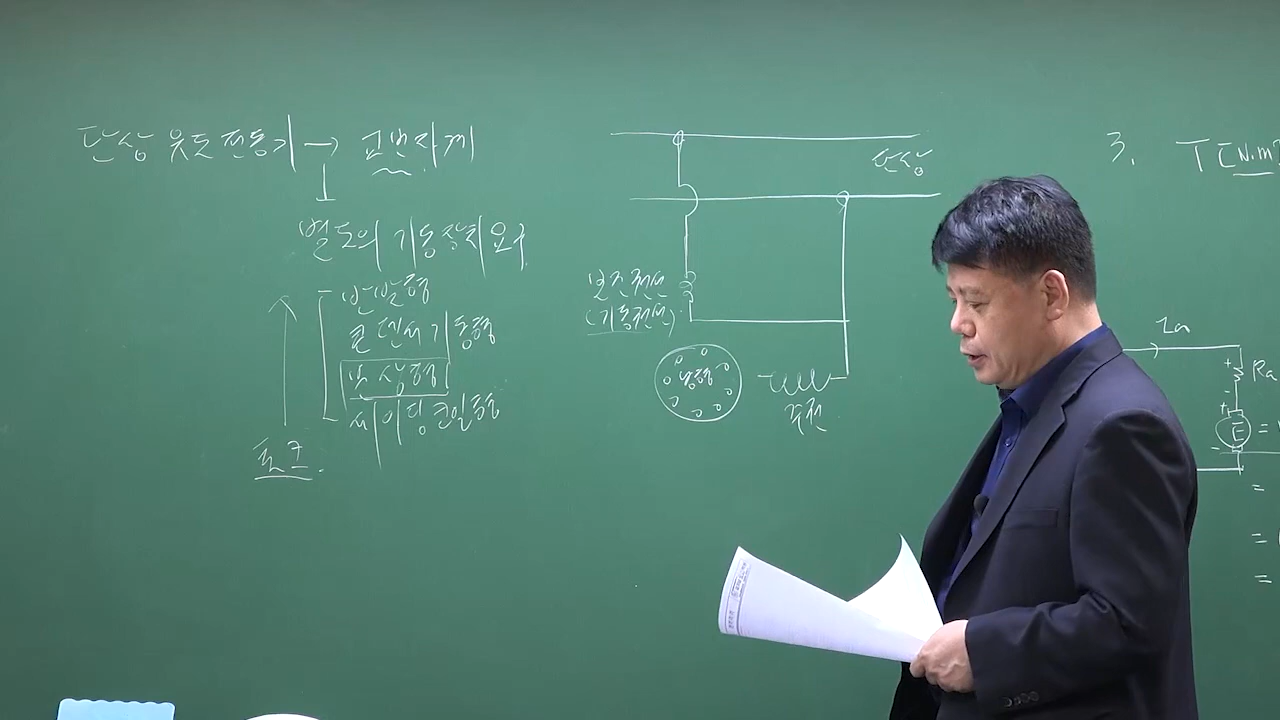 단상 유도 전동기 → 교번자계
별도의 기동장치 요구
반발형
콘덴서 기동형
분상형
셰이딩 코일형
토크
단상
보조권선
(기동권선)
농형
주권
3. T [N.m]
Ia
Ra
+
-
+
E =
-
=
=
=